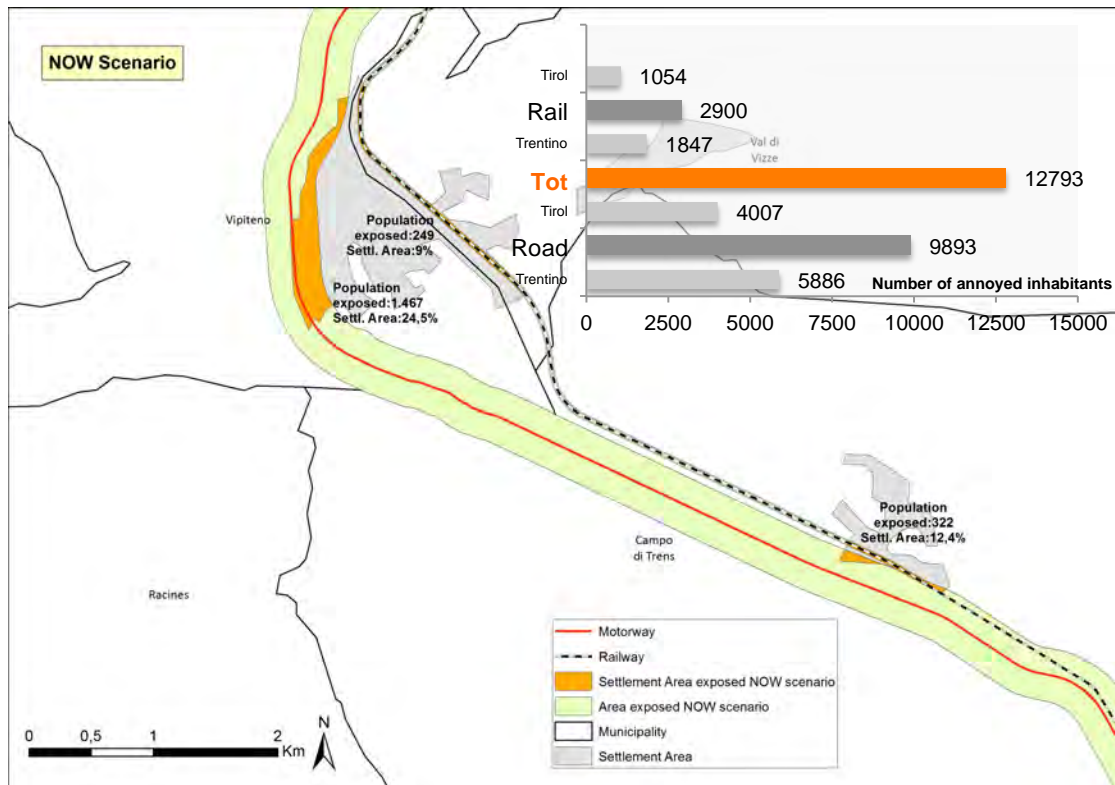 NOW Scenario
Tirol
1054
Rail
2900
Trentino
1847
Val di
Vizze
Tot
12793
Tirol
4007
Road
9893
Trentino
5886
Number of annoyed inhabitants
0 2500 5000 7500 10000 12500 15000
Vipiteno
Population
exposed:249
Settl. Area:9%
Population
exposed:1.467
Settl. Area:24,5%
Population
exposed:322
Settl. Area:12,4%
Campo
di Trens
Racines
Motorway
Railway
Settlement Area exposed NOW scenario
Area exposed NOW scenario
Municipality
Settlement Area
0 0,5 1 2
Km
N